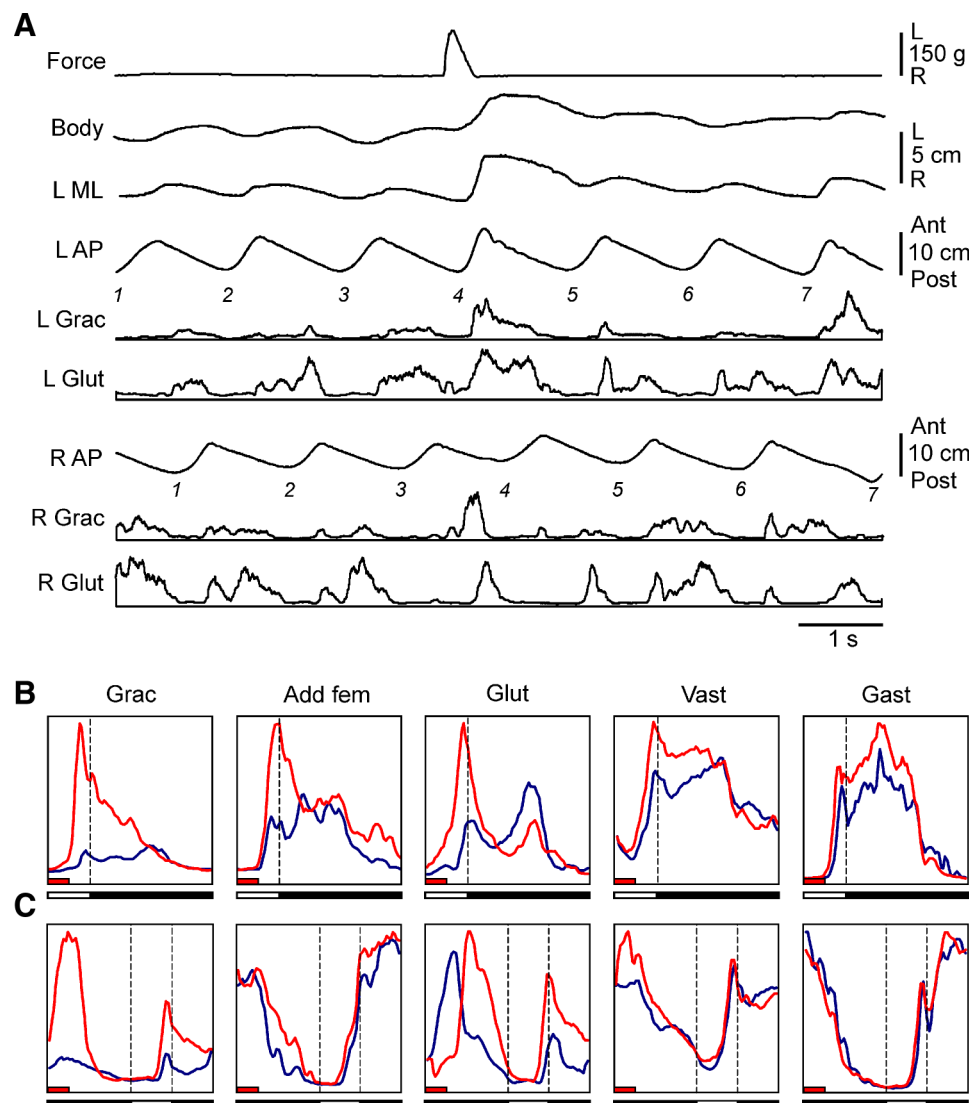 A
Force
L
150 g
R
Body
L
5 cm
R
L ML
L AP
Ant
10 cm
Post
1 2 3 4 5 6 7
L Grac
L Glut
R AP
Ant
10 cm
Post
1 2 3 4 5 6 7
R Grac
R Glut
1 s
B
Grac Add fem Glut Vast Gast
C